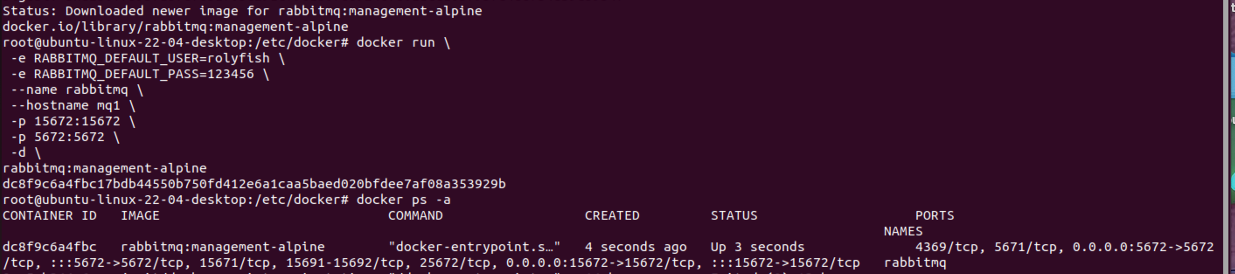 Status: Downloaded newer image for rabbitmq:management-alpine
docker.io/library/rabbitmq:management-alpine
root@ubuntu-linux-22-04-desktop:/etc/docker# docker run \
 -e RABBITMQ_DEFAULT_USER=rolyfish \
 -e RABBITMQ_DEFAULT_PASS=123456 \
 --name rabbitmq \
 --hostname mq1 \
 -p 15672:15672 \
 -p 5672:5672 \
 -d \
rabbitmq:management-alpine
dc8f9c6a4fbc17bdb44550b750fd412e6a1caa5baed020bfdee7af08a353929b
root@ubuntu-linux-22-04-desktop:/etc/docker# docker ps -a
CONTAINER ID   IMAGE                        COMMAND                  CREATED         STATUS                    PORTS
NAMES
dc8f9c6a4fbc   rabbitmq:management-alpine   "docker-entrypoint.s…"   4 seconds ago   Up 3 seconds              4369/tcp, 5671/tcp, 0.0.0.0:5672->5672
/tcp, :::5672->5672/tcp, 15671/tcp, 15691-15692/tcp, 25672/tcp, 0.0.0.0:15672->15672/tcp, :::15672->15672/tcp   rabbitmq